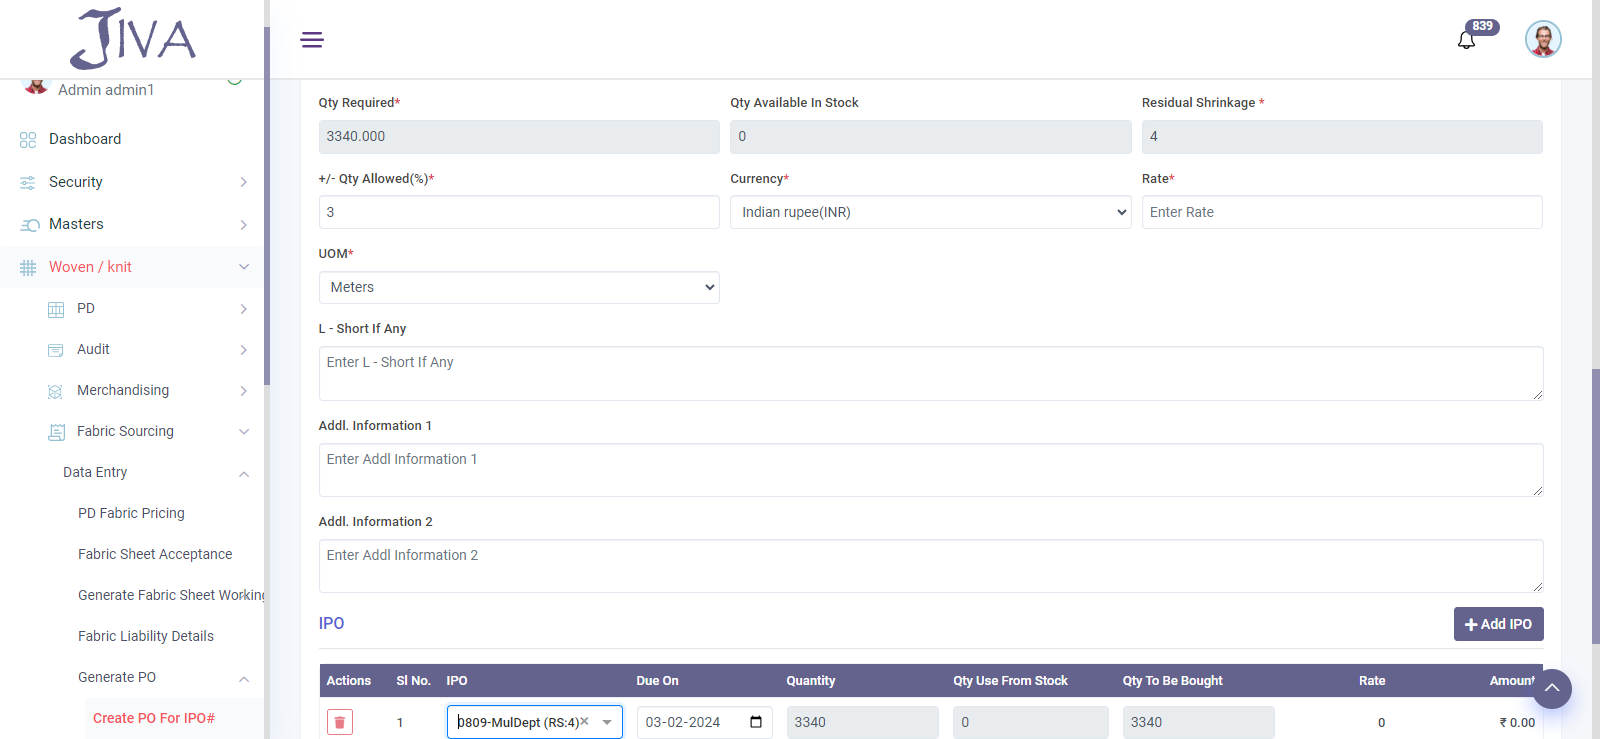 JIVA
839
Admin admin1
Dashboard
Security
Masters
Woven / knit
PD
Audit
Merchandising
Fabric Sourcing
Data Entry
PD Fabric Pricing
Fabric Sheet Acceptance
Generate Fabric Sheet Working
Fabric Liability Details
Generate PO
Create PO For IPO#
Qty Required* Qty Available In Stock Residual Shrinkage *
3340.000 0 4
+/- Qty Allowed(%)* Currency* Rate*
3 Indian rupee(INR) Enter Rate
UOM*
Meters
L - Short If Any
Enter L - Short If Any
Addl. Information 1
Enter Addl Information 1
Addl. Information 2
Enter Addl Information 2
IPO + Add IPO
Actions Sl No. IPO Due On Quantity Qty Use From Stock Qty To Be Bought Rate Amount
1 0809-MulDept (RS:4)× 03-02-2024 3340 0 3340 0 ₹ 0.00